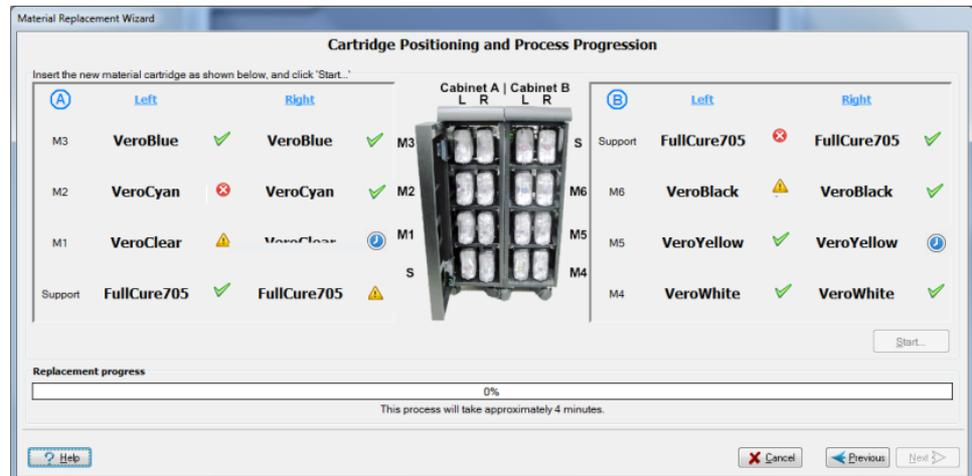 Material Replacement Wizard
Cartridge Positioning and Process Progression
Insert the new material cartridge as shown below, and click 'Start...'
A Left Right
M3 VeroBlue VeroBlue
M2 VeroCyan VeroCyan
M1 VeroClear VeroClear
Support FullCure705 FullCure705
Cabinet A | Cabinet B
L R L R
M3 S
M2 M6
M1 M5
S M4
B Left Right
Support FullCure705 FullCure705
M6 VeroBlack VeroBlack
M5 VeroYellow VeroYellow
M4 VeroWhite VeroWhite
Start...
Replacement progress
0%
This process will take approximately 4 minutes.
? Help Cancel Previous Next